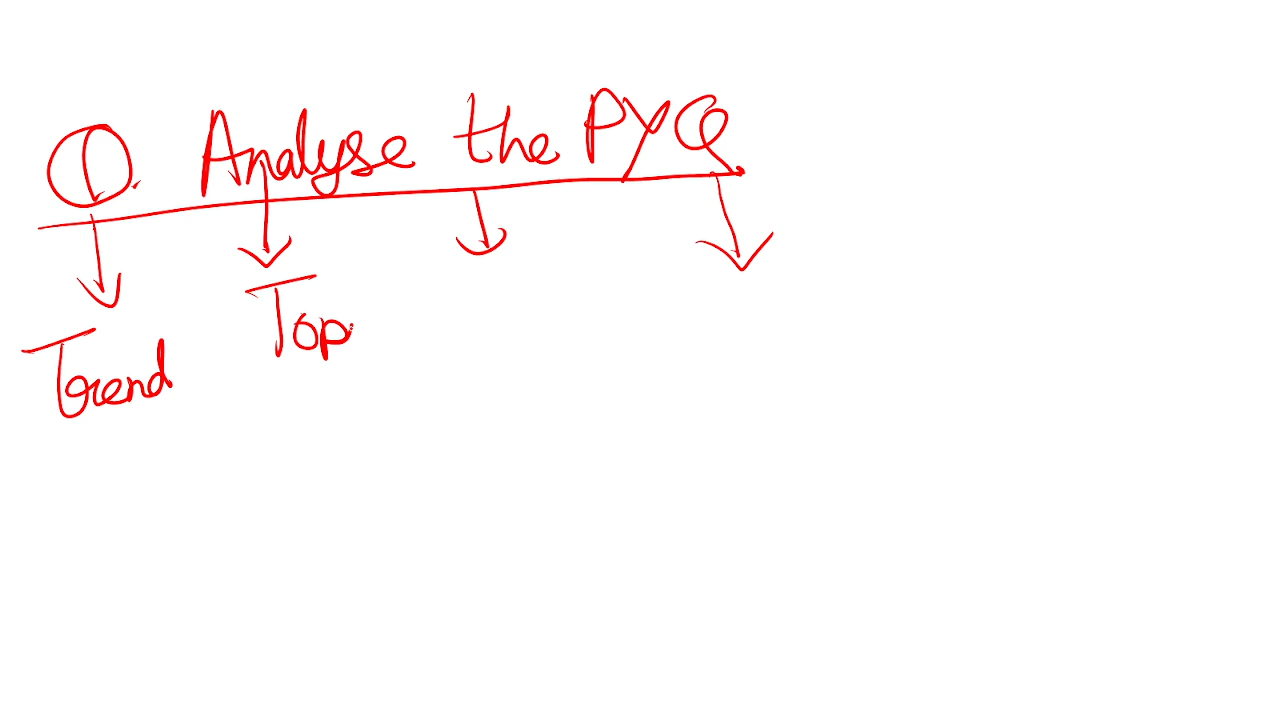 ① Analyse the PYQ
Trend Top